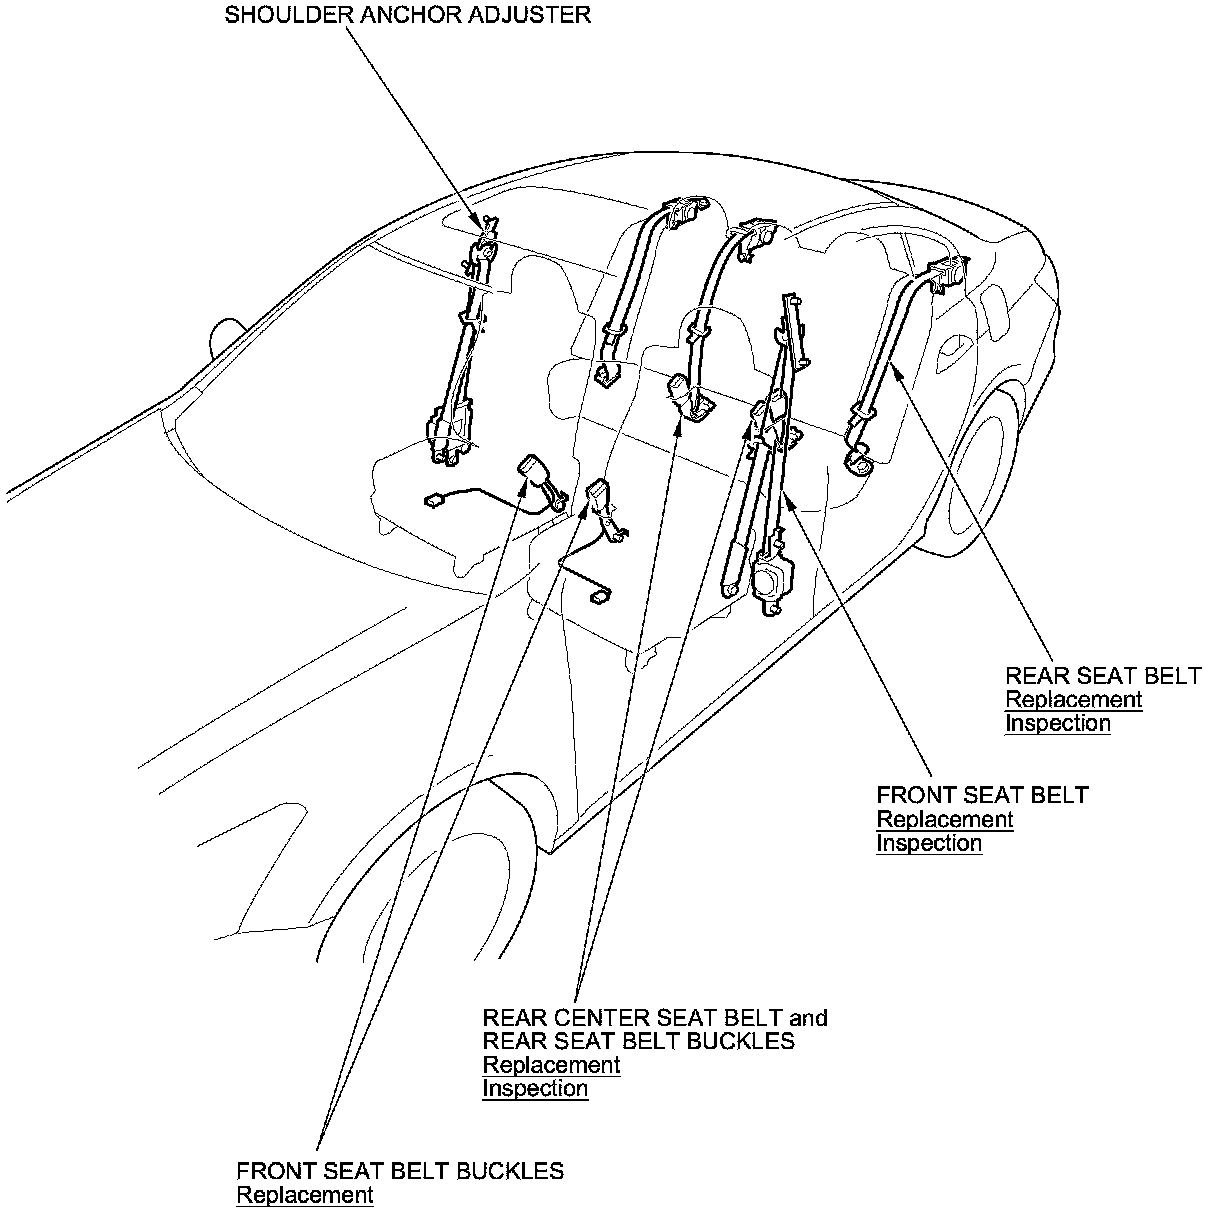 SHOULDER ANCHOR ADJUSTER
REAR SEAT BELT
Replacement
Inspection
FRONT SEAT BELT
Replacement
Inspection
REAR CENTER SEAT BELT and
REAR SEAT BELT BUCKLES
Replacement
Inspection
FRONT SEAT BELT BUCKLES
Replacement